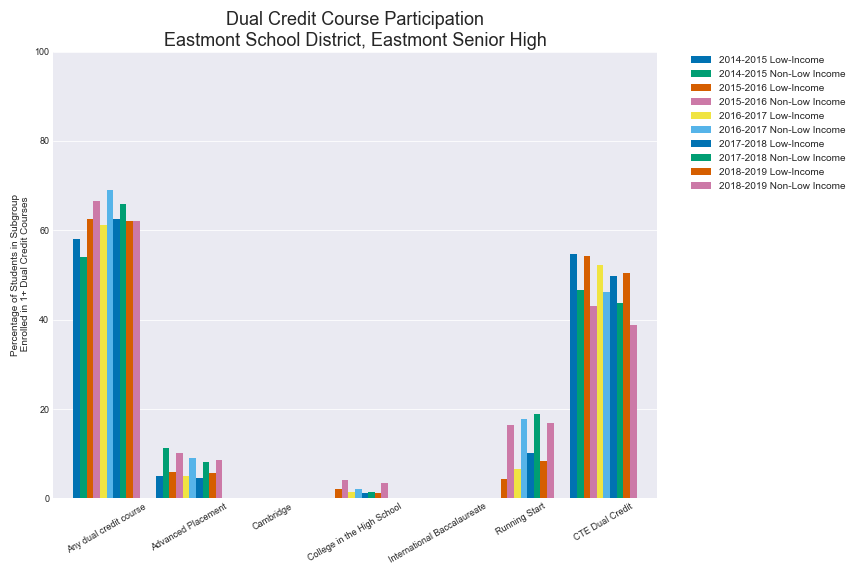 Dual Credit Course Participation
Eastmont School District, Eastmont Senior High
Percentage of Students in Subgroup
Enrolled in 1+ Dual Credit Courses
100
80
60
40
20
0
Any dual credit course
Advanced Placement
Cambridge
College in the High School
International Baccalaureate
Running Start
CTE Dual Credit
2014-2015 Low-Income
2014-2015 Non-Low Income
2015-2016 Low-Income
2015-2016 Non-Low Income
2016-2017 Low-Income
2016-2017 Non-Low Income
2017-2018 Low-Income
2017-2018 Non-Low Income
2018-2019 Low-Income
2018-2019 Non-Low Income